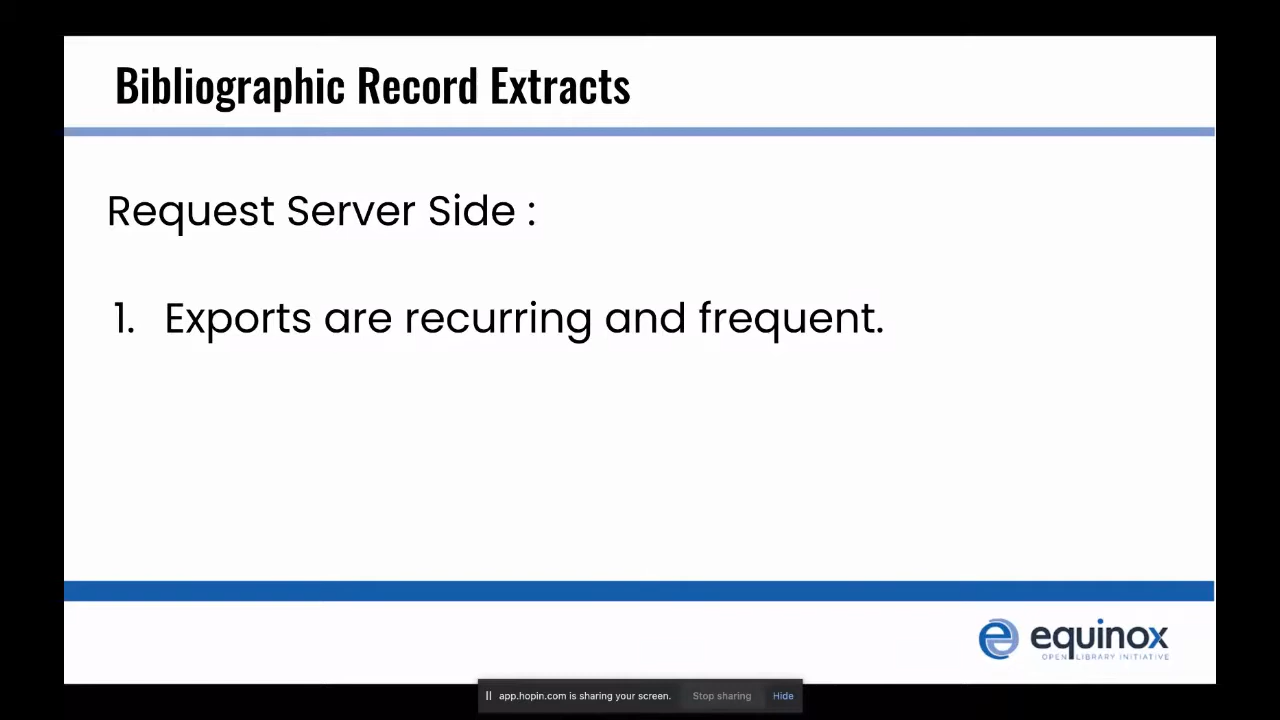 Bibliographic Record Extracts
Request Server Side :
1. Exports are recurring and frequent.
equinox
OPEN LIBRARY INITIATIVE
app.hopin.com is sharing your screen. Stop sharing Hide